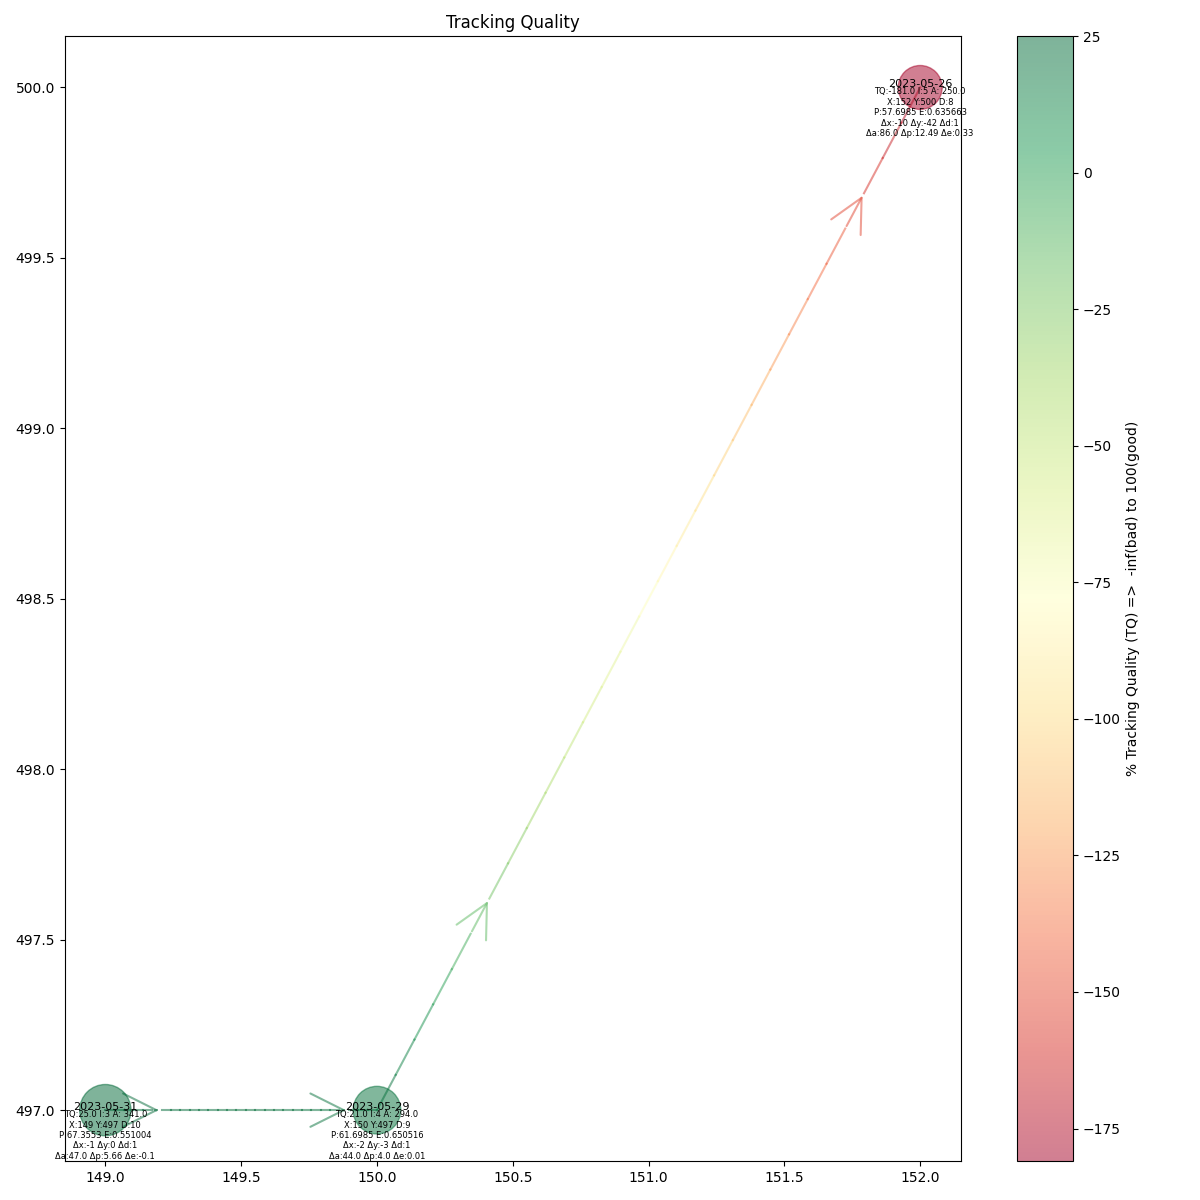 Tracking Quality
500.0
499.5
499.0
498.5
498.0
497.5
497.0
2023-05-26
TQ:-181.0 I:5 A: 250.0
X:152 Y:500 D:8
P:57.6985 E:0.635663
Δx:-10 Δy:-42 Δd:1
Δa:86.0 Δp:12.49 Δe:0.33
2023-05-31
TQ:25.0 I:3 A: 341.0
X:149 Y:497 D:10
P:67.3553 E:0.551004
Δx:-1 Δy:0 Δd:1
Δa:47.0 Δp:5.66 Δe:-0.1
2023-05-29
TQ:21.0 I:4 A: 294.0
X:150 Y:497 D:9
P:61.6985 E:0.650516
Δx:-2 Δy:-3 Δd:1
Δa:44.0 Δp:4.0 Δe:0.01
149.0
149.5
150.0
150.5
151.0
151.5
152.0
25
0
−25
−50
−75
−100
−125
−150
−175
% Tracking Quality (TQ) => -inf(bad) to 100(good)